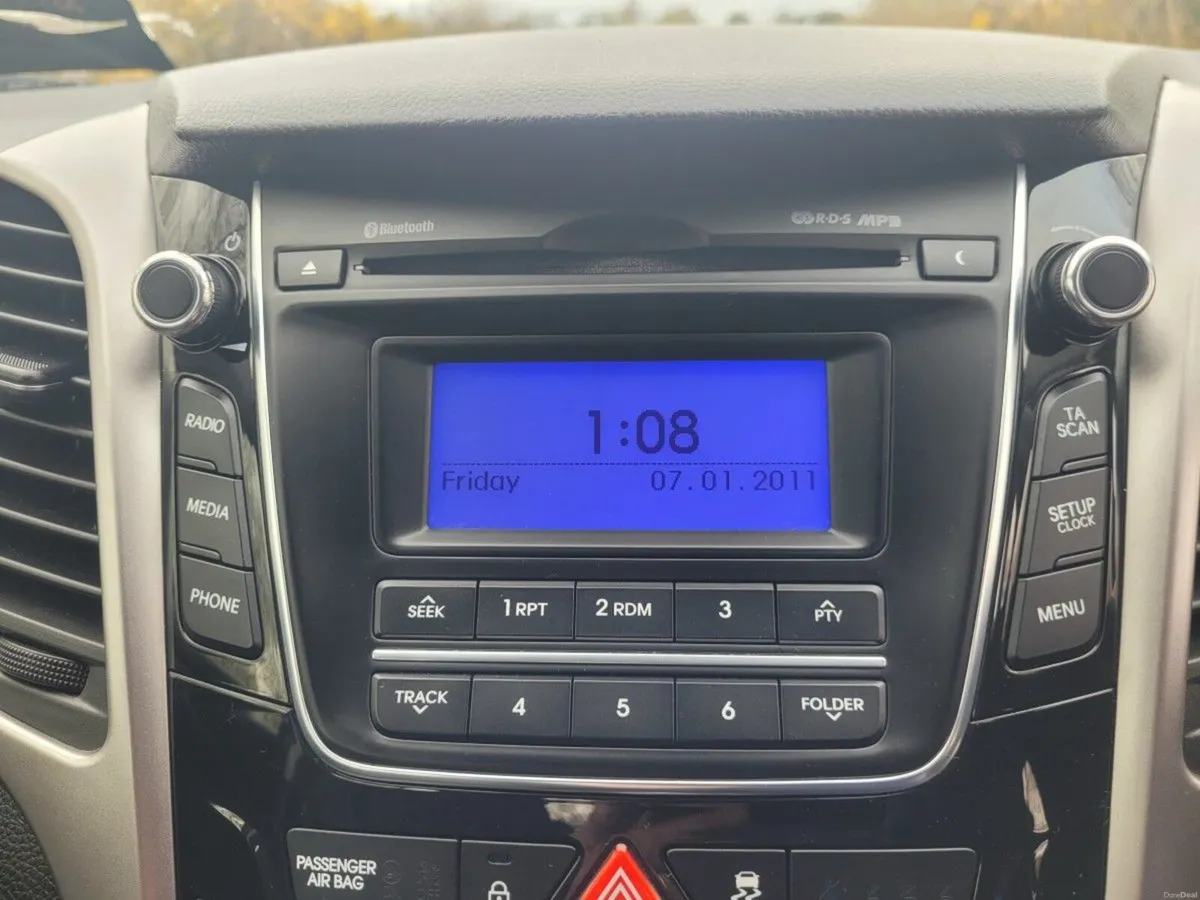 Bluetooth
R·D·S MP3
RADIO
MEDIA
PHONE
1:08
Friday 07.01.2011
TA
SCAN
SETUP
CLOCK
MENU
SEEK 1 RPT 2 RDM 3 PTY
TRACK 4 5 6 FOLDER
PASSENGER
AIR BAG
DoneDeal